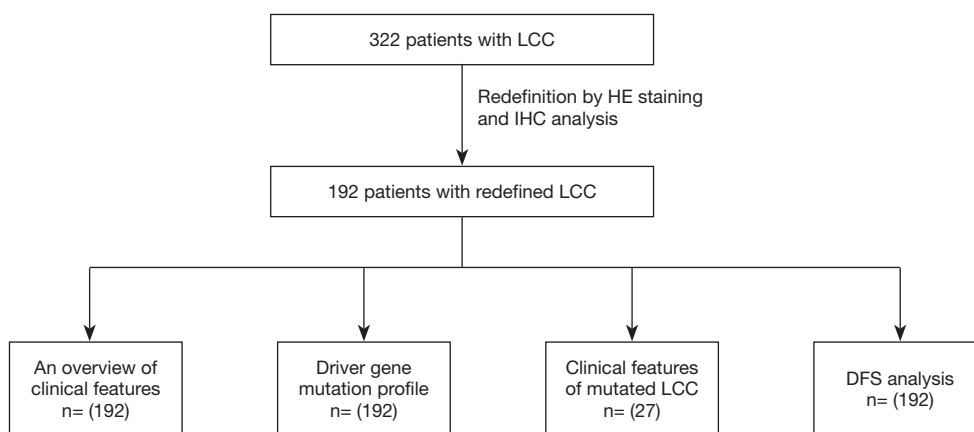 322 patients with LCC
Redefinition by HE staining
and IHC analysis
192 patients with redefined LCC
An overview of
clinical features
n= (192)
Driver gene
mutation profile
n= (192)
Clinical features
of mutated LCC
n= (27)
DFS analysis
n= (192)